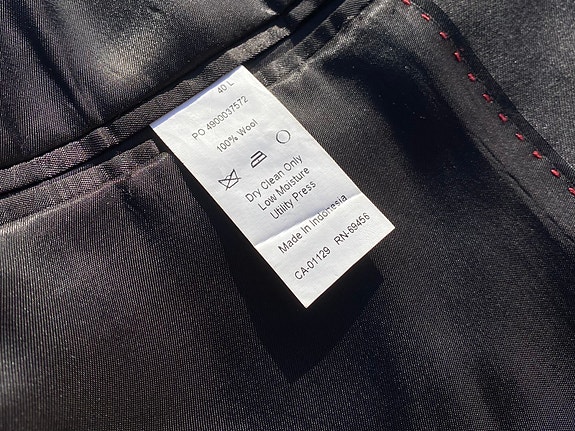 40 L
PO 4900037572
100% Wool
Dry Clean Only
Low Moisture
Utility Press
Made In Indonesia
CA-01129 RN-69456